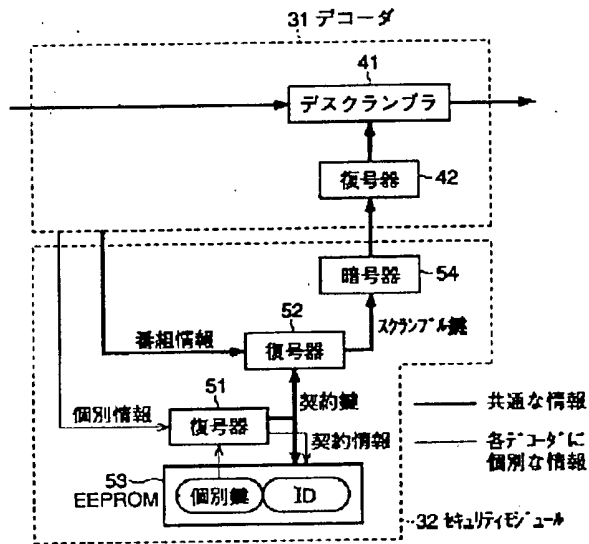 31 デコーダ
41
デスクランブラ
復号器
42
暗号器
54
52
スクランブル鍵
番組情報
復号器
51
契約鍵
共通な情報
個別情報
復号器
契約情報
各デコーダに
個別な情報
53
EEPROM
個別鍵
ID
32 セキュリティモジュール